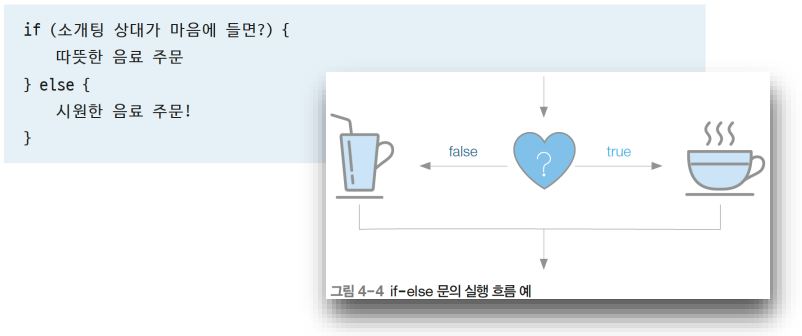 if (소개팅 상대가 마음에 들면?) {
따뜻한 음료 주문
} else {
시원한 음료 주문!
}
false
?
true
그림 4-4 if-else 문의 실행 흐름 예